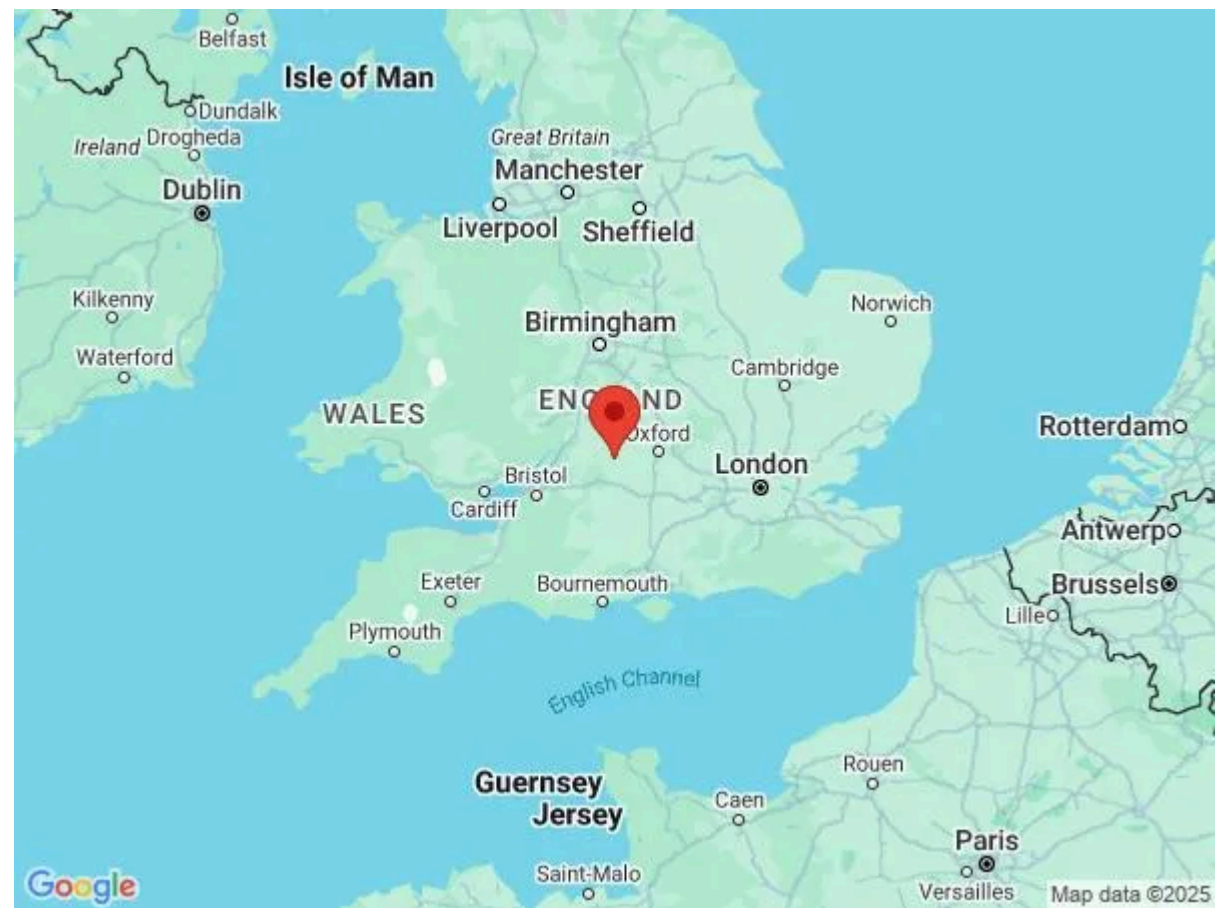 Belfast
Isle of Man
Dundalk
Ireland
Drogheda
Great Britain
Manchester
Dublin
Liverpool
Sheffield
Kilkenny
Norwich
Birmingham
Waterford
Cambridge
WALES
ENG ND
Oxford
Rotterdam
London
Bristol
Cardiff
Antwerp
Exeter
Bournemouth
Brussels
Lille
Plymouth
English Channel
Rouen
Guernsey
Jersey
Caen
Paris
Saint-Malo
Versailles
Google
Map data ©2025